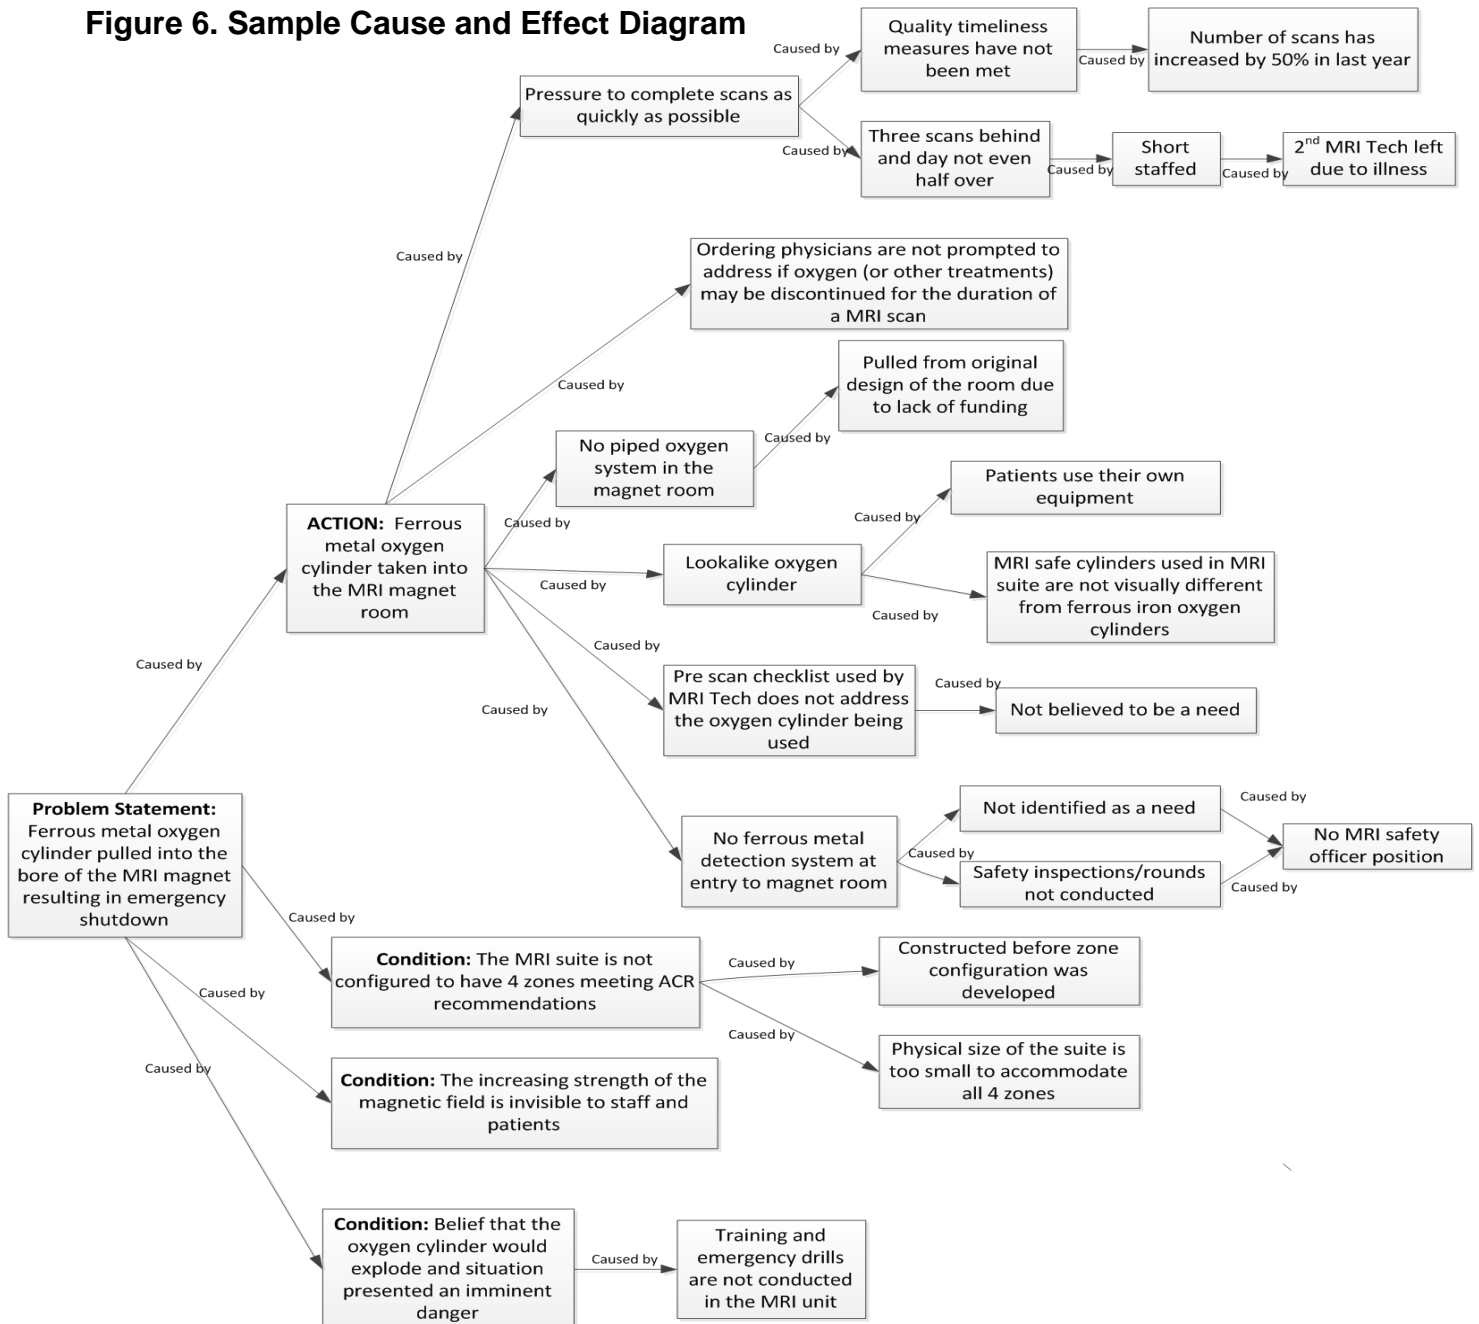 Figure 6. Sample Cause and Effect Diagram
Caused by
Quality timeliness
measures have not
been met
Caused by
Number of scans has
increased by 50% in last year
Pressure to complete scans as
quickly as possible
Caused by
Three scans behind
and day not even
half over
Caused by
Short
staffed
Caused by
2nd MRI Tech left
due to illness
Caused by
Ordering physicians are not prompted to
address if oxygen (or other treatments)
may be discontinued for the duration of
a MRI scan
Caused by
Pulled from original
design of the room due
to lack of funding
Caused by
No piped oxygen
system in the
magnet room
Caused by
ACTION: Ferrous
metal oxygen
cylinder taken into
the MRI magnet
room
Patients use their own
equipment
Caused by
Caused by
Lookalike oxygen
cylinder
Caused by
MRI safe cylinders used in MRI
suite are not visually different
from ferrous iron oxygen
cylinders
Caused by
Caused by
Pre scan checklist used by
MRI Tech does not address
the oxygen cylinder being
used
Caused by
Not believed to be a need
Caused by
Problem Statement:
Ferrous metal oxygen
cylinder pulled into the
bore of the MRI magnet
resulting in emergency
shutdown
No ferrous metal
detection system at
entry to magnet room
Not identified as a need
Caused by
Caused by
Safety inspections/rounds
not conducted
Caused by
No MRI safety
officer position
Caused by
Condition: The MRI suite is not
configured to have 4 zones meeting ACR
recommendations
Caused by
Constructed before zone
configuration was
developed
Caused by
Physical size of the suite is
too small to accommodate
all 4 zones
Caused by
Condition: The increasing strength of the
magnetic field is invisible to staff and
patients
Caused by
Condition: Belief that the
oxygen cylinder would
explode and situation
presented an imminent
danger
Caused by
Training and
emergency drills
are not conducted
in the MRI unit